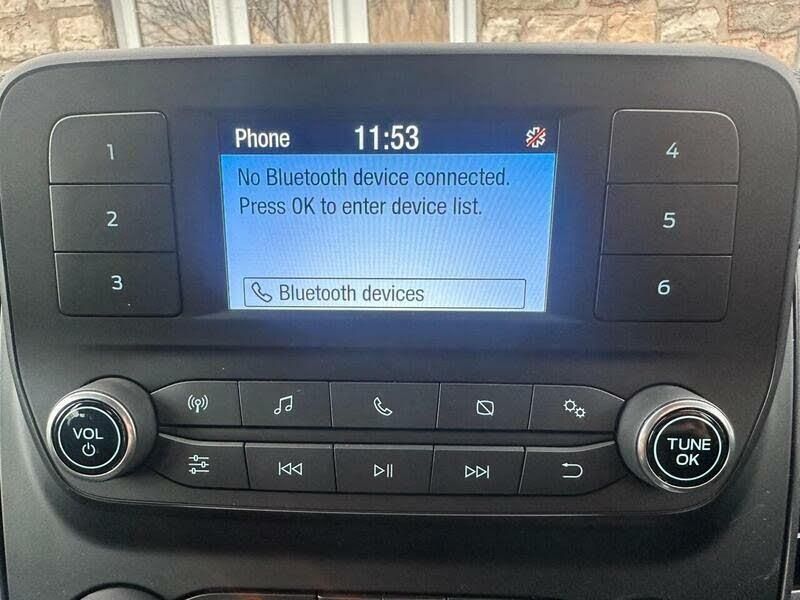 Phone 11:53
No Bluetooth device connected.
Press OK to enter device list.
Bluetooth devices
1
2
3
4
5
6
VOL
TUNE
OK